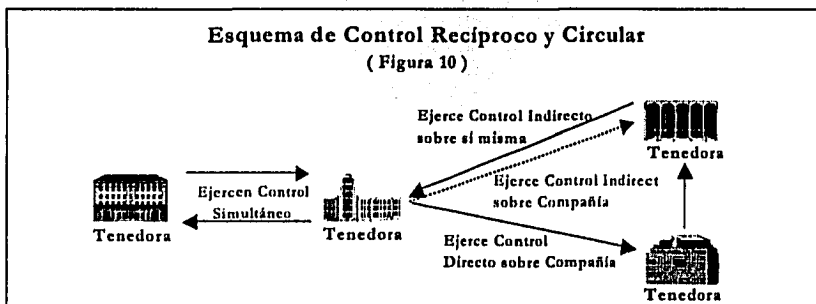 Esquema de Control Recíproco y Circular
( Figura 10 )
Ejerce Control Indirecto
sobre sí misma
Tenedora
Ejercen Control
Simultáneo
Tenedora
Tenedora
Ejerce Control Indirect
sobre Compañía
Ejerce Control
Directo sobre Compañía
Tenedora